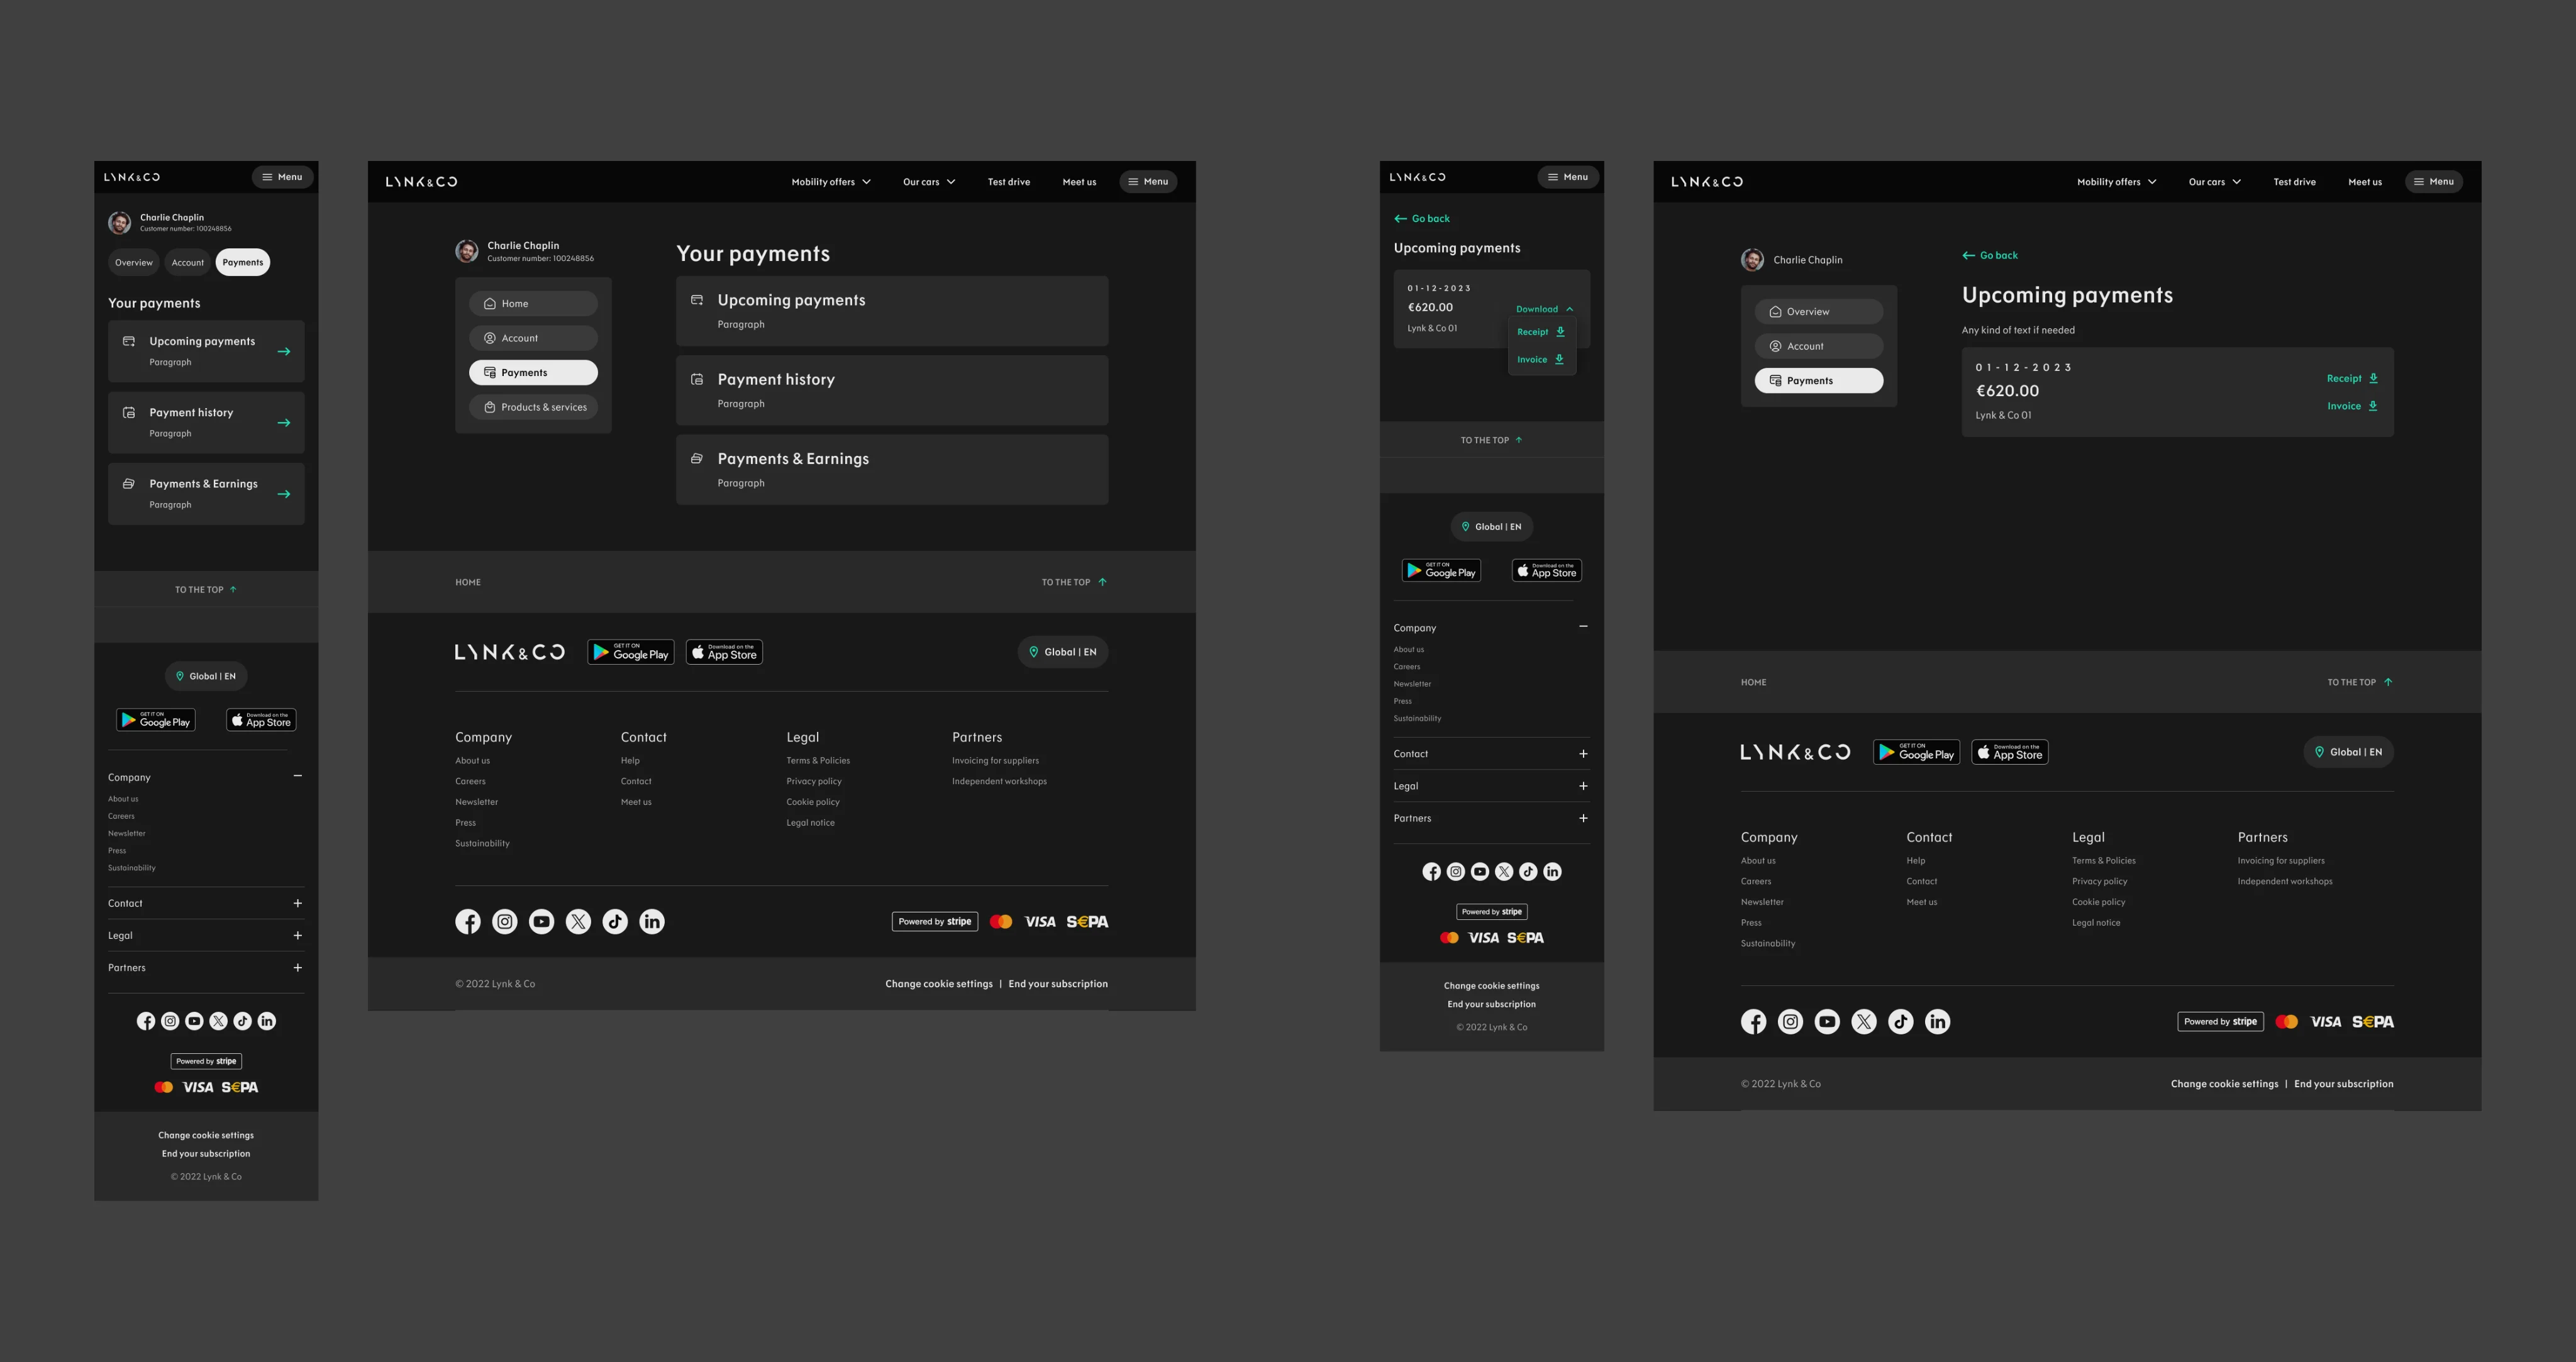 LYNK&CO
Menu
Charlie Chaplin
Customer number: 100248856
Overview
Account
Payments
Your payments
Upcoming payments
Paragraph
Payment history
Paragraph
Payments & Earnings
Paragraph
TO THE TOP
Global | EN
GET IT ON
Google Play
Download on the
App Store
Company
About us
Careers
Newsletter
Press
Sustainability
Contact
Legal
Partners
Powered by stripe
VISA S€PA
Change cookie settings
End your subscription
© 2022 Lynk & Co
LYNK&CO
Mobility offers
Our cars
Test drive
Meet us
Menu
Charlie Chaplin
Customer number: 100248856
Home
Account
Payments
Products & services
Your payments
Upcoming payments
Paragraph
Payment history
Paragraph
Payments & Earnings
Paragraph
HOME
TO THE TOP
LYNK&CO
GET IT ON
Google Play
Download on the
App Store
Global | EN
Company
About us
Careers
Newsletter
Press
Sustainability
Contact
Help
Contact
Meet us
Legal
Terms & Policies
Privacy policy
Cookie policy
Legal notice
Partners
Invoicing for suppliers
Independent workshops
Powered by stripe
VISA S€PA
© 2022 Lynk & Co
Change cookie settings | End your subscription
LYNK&CO
Menu
Go back
Upcoming payments
01-12-2023
€620.00
Lynk & Co 01
Download
Receipt
Invoice
TO THE TOP
Global | EN
GET IT ON
Google Play
Download on the
App Store
Company
About us
Careers
Newsletter
Press
Sustainability
Contact
Legal
Partners
Powered by stripe
VISA S€PA
Change cookie settings
End your subscription
© 2022 Lynk & Co
LYNK&CO
Mobility offers
Our cars
Test drive
Meet us
Menu
Charlie Chaplin
Overview
Account
Payments
Go back
Upcoming payments
Any kind of text if needed
01-12-2023
€620.00
Lynk & Co 01
Receipt
Invoice
HOME
TO THE TOP
LYNK&CO
GET IT ON
Google Play
Download on the
App Store
Global | EN
Company
About us
Careers
Newsletter
Press
Sustainability
Contact
Help
Contact
Meet us
Legal
Terms & Policies
Privacy policy
Cookie policy
Legal notice
Partners
Invoicing for suppliers
Independent workshops
Powered by stripe
VISA S€PA
© 2022 Lynk & Co
Change cookie settings | End your subscription